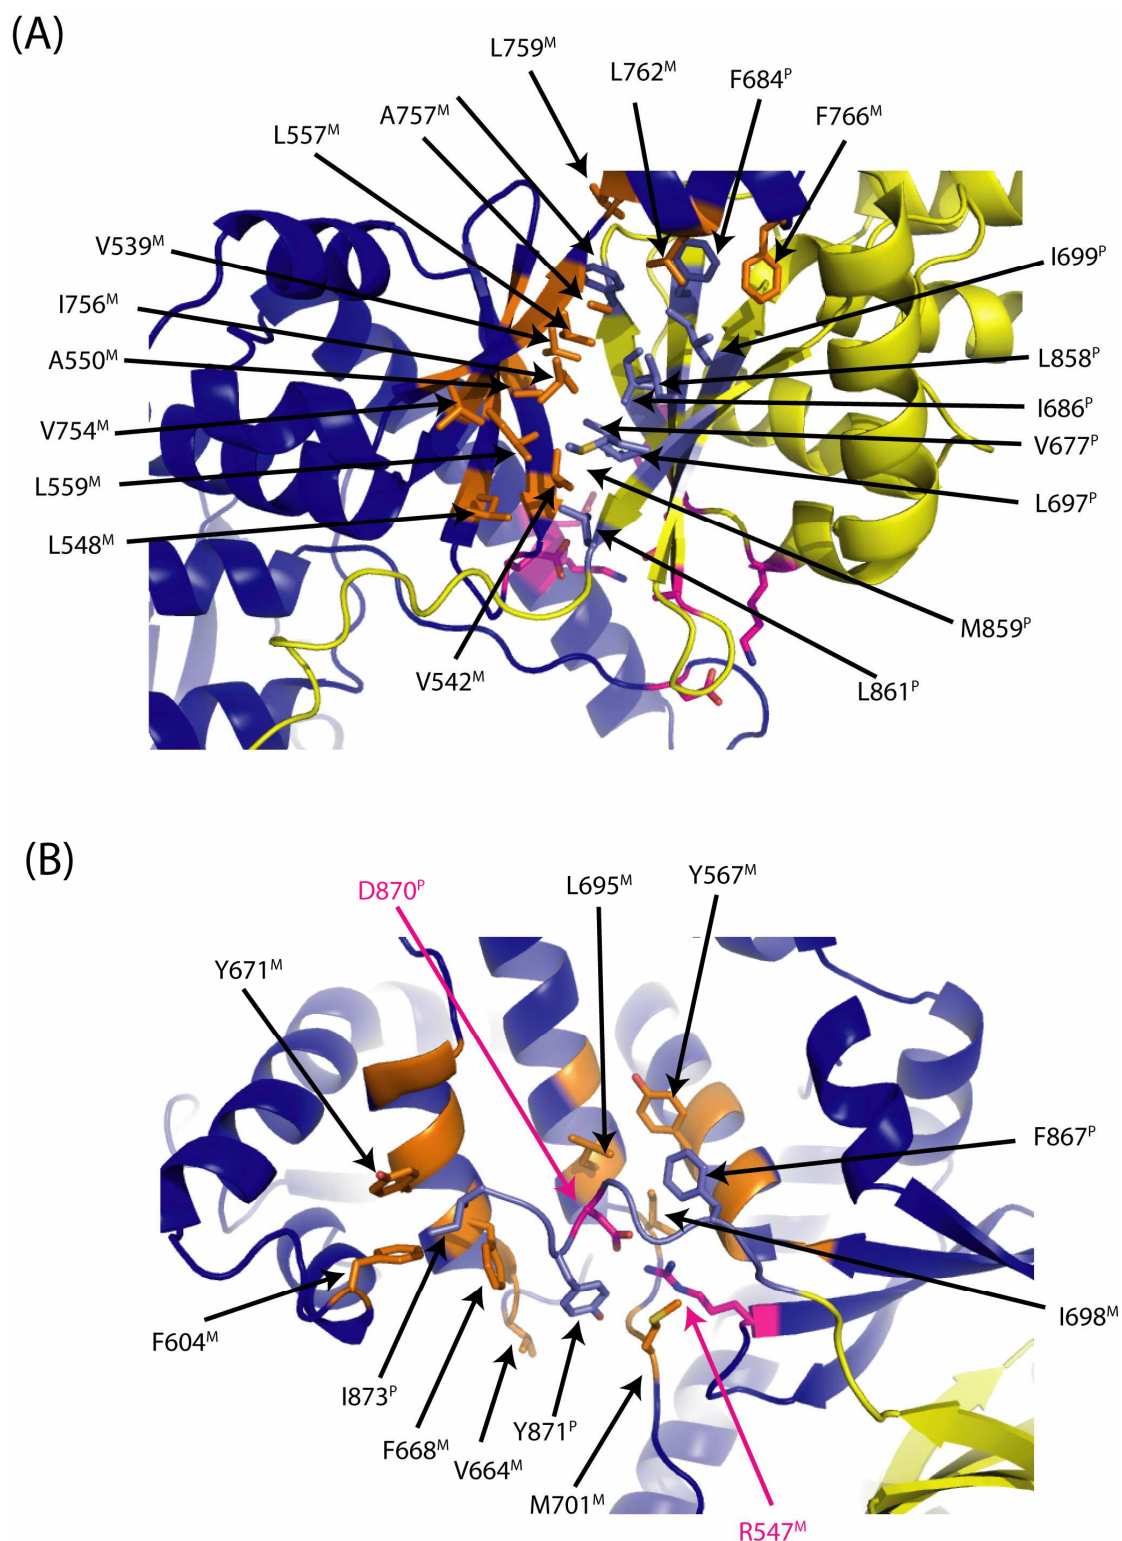 (A)
L759ᴹ
L762ᴹ
F684ᴾ
A757ᴹ
F766ᴹ
L557ᴹ
V539ᴹ
I699ᴾ
I756ᴹ
A550ᴹ
L858ᴾ
I686ᴾ
V754ᴹ
V677ᴾ
L559ᴹ
L697ᴾ
L548ᴹ
M859ᴾ
V542ᴹ
L861ᴾ
(B)
D870ᴾ
L695ᴹ
Y567ᴹ
Y671ᴹ
F867ᴾ
I698ᴹ
F604ᴹ
I873ᴾ
Y871ᴾ
F668ᴹ
V664ᴹ
M701ᴹ
R547ᴹ